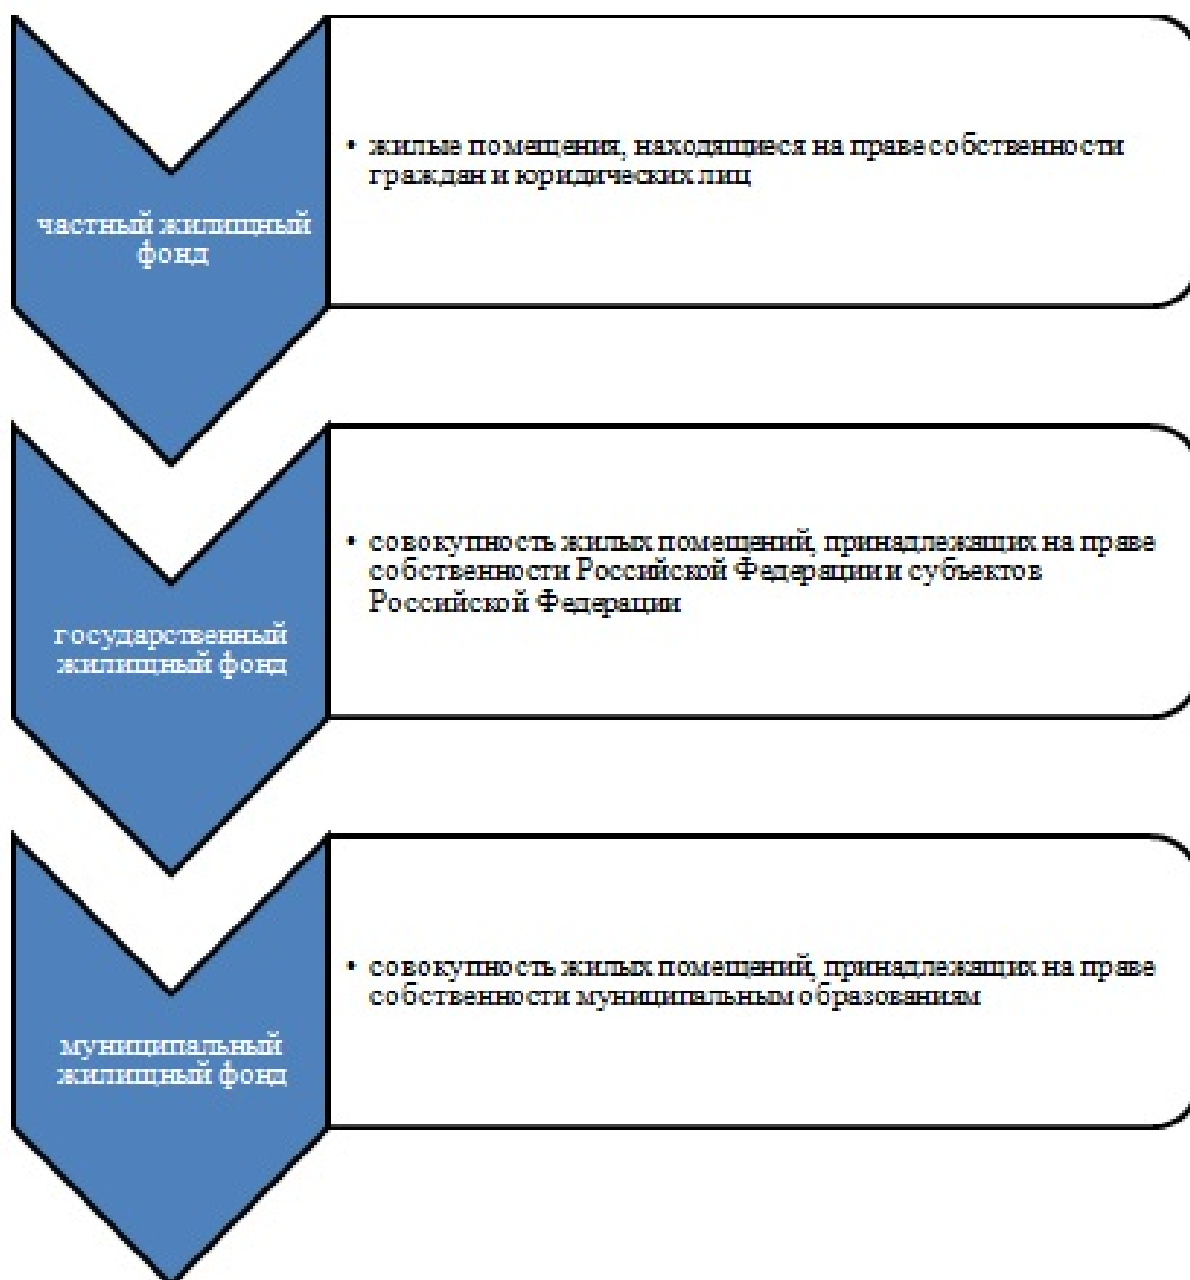 частный жилищный
фонд
• жилые помещения, находящиеся на праве собственности
граждан и юридических лиц
государственный
жилищный фонд
• совокупность жилых помещений, принадлежащих на праве
собственности Российской Федерации и субъектов
Российской Федерации
муниципальный
жилищный фонд
• совокупность жилых помещений, принадлежащих на праве
собственности муниципальным образованиям